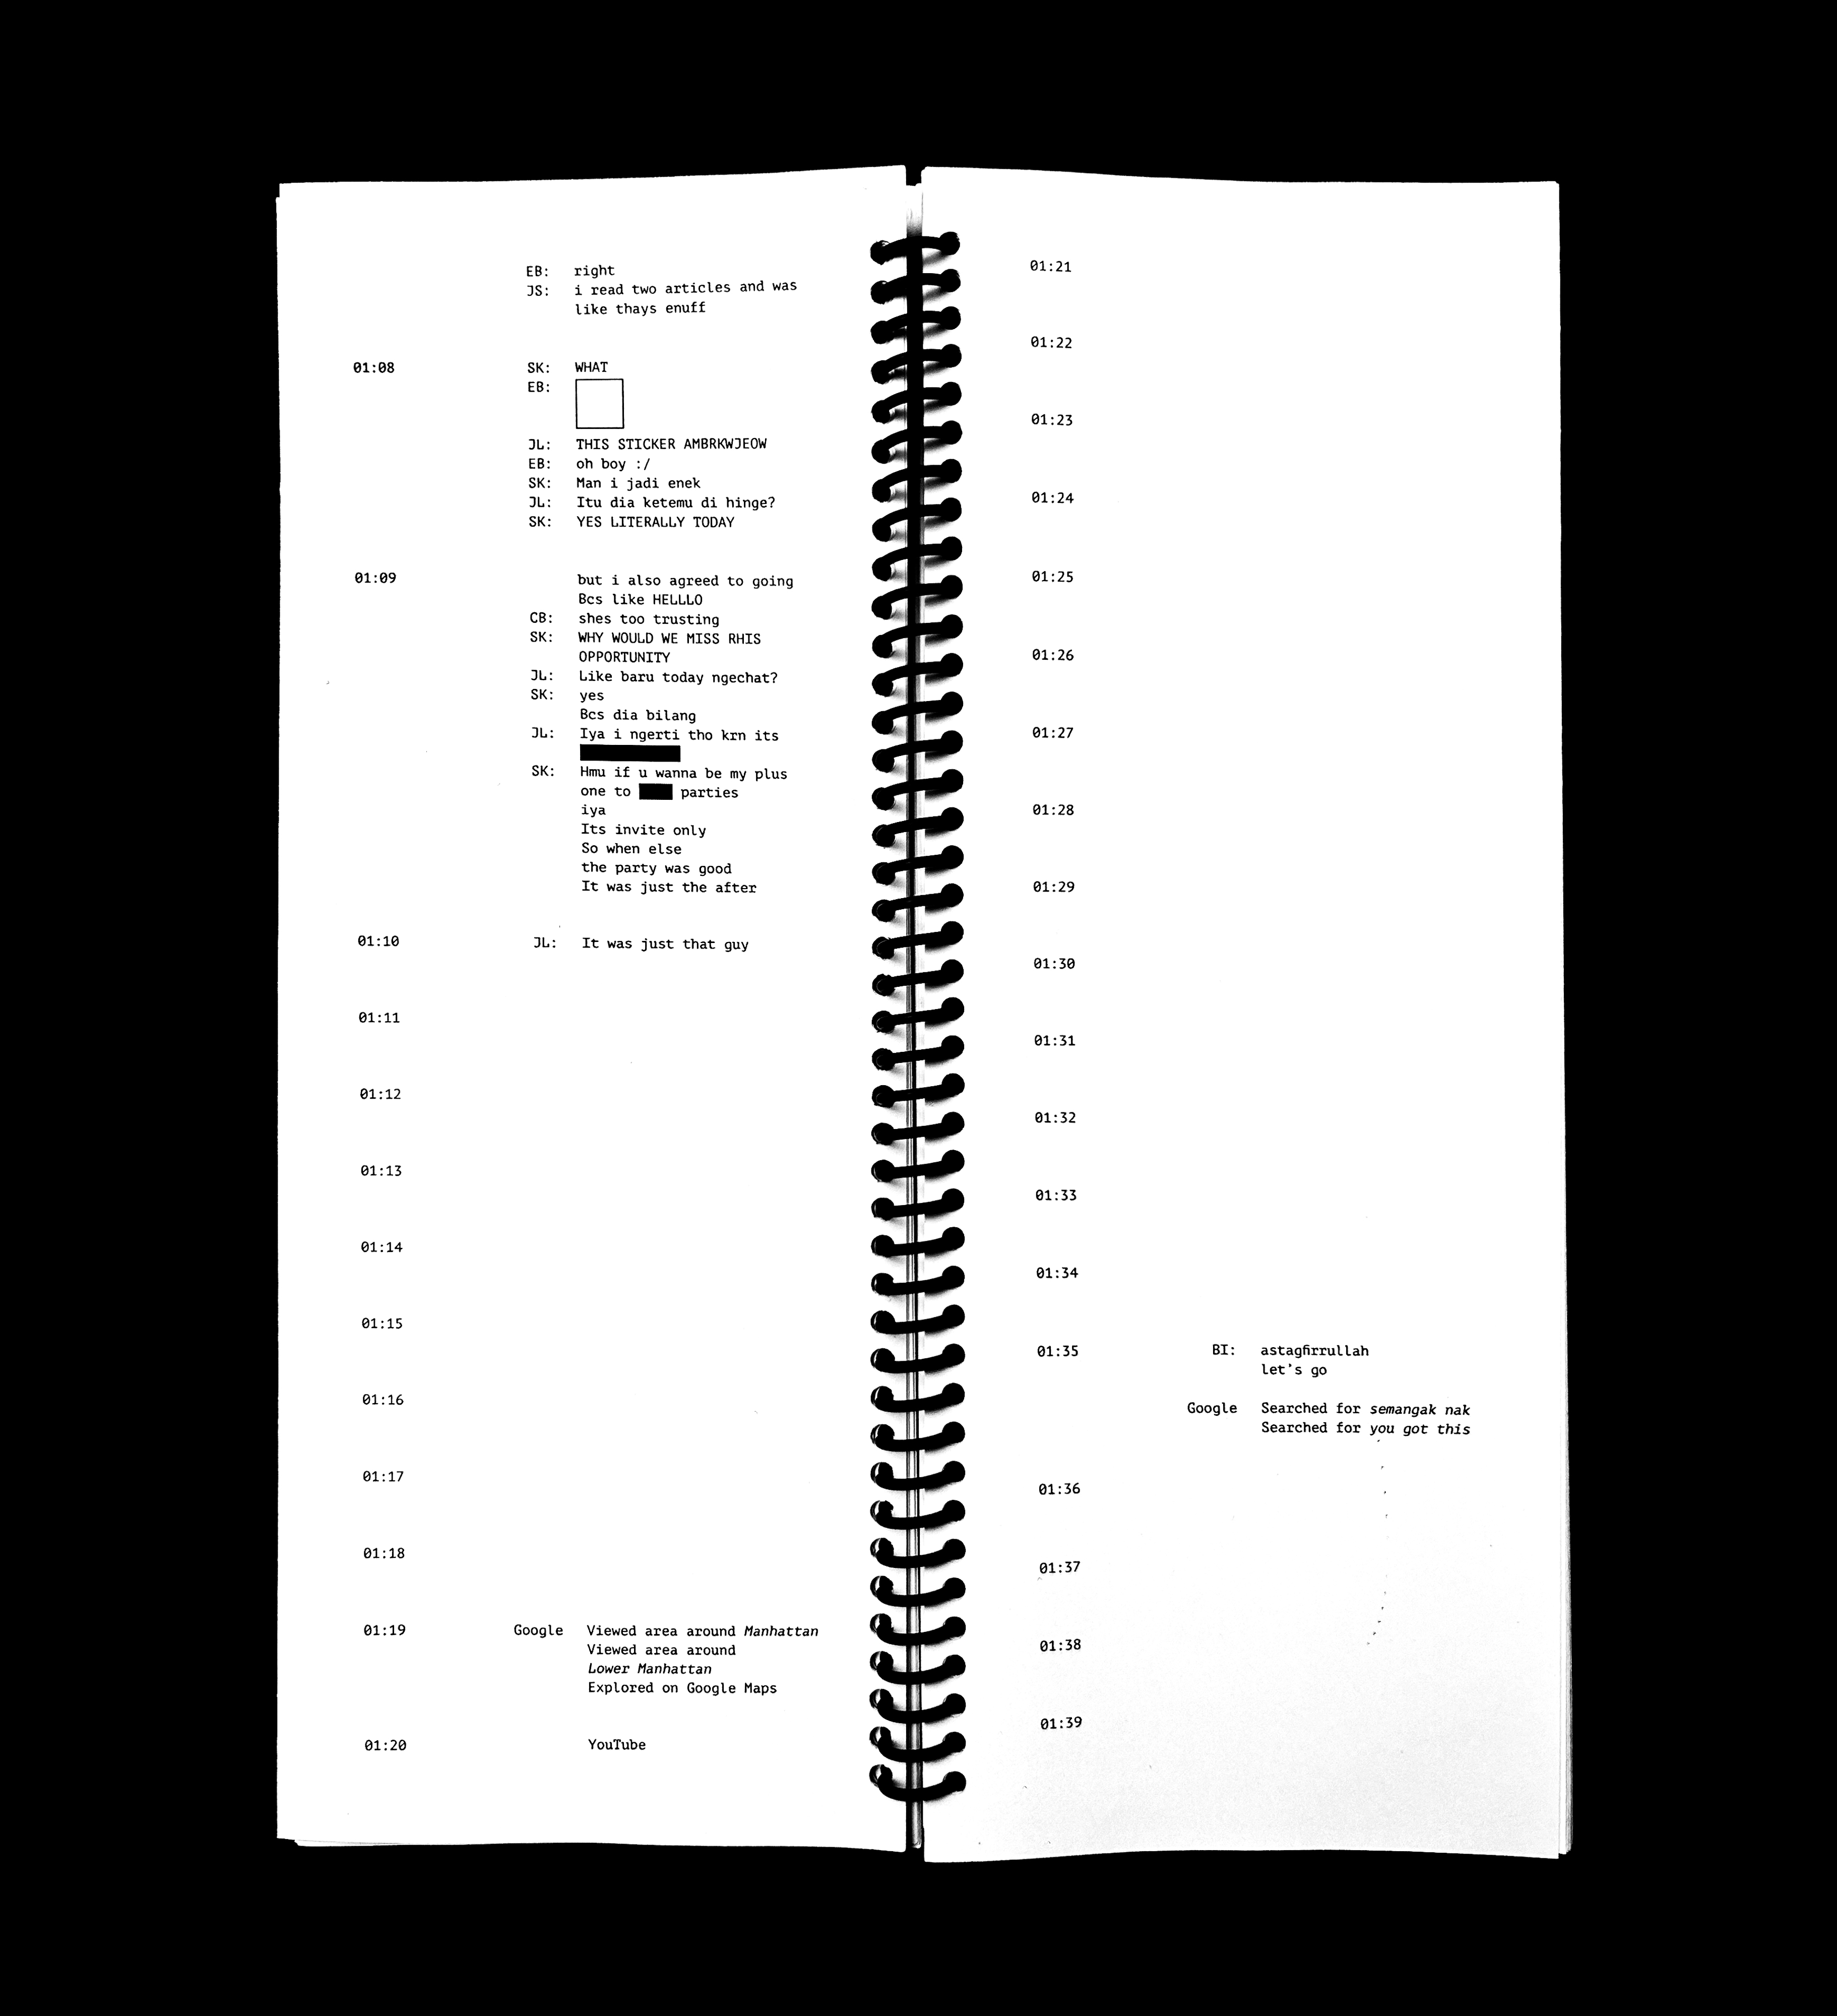 EB: right
JS: i read two articles and was
like thays enuff
01:08 SK: WHAT
EB:
JL: THIS STICKER AMBRKWJEOW
EB: oh boy :/
SK: Man i jadi enek
JL: Itu dia ketemu di hinge?
SK: YES LITERALLY TODAY
01:09 but i also agreed to going
Bcs like HELLLO
CB: shes too trusting
SK: WHY WOULD WE MISS RHIS
OPPORTUNITY
JL: Like baru today ngechat?
SK: yes
Bcs dia bilang
JL: Iya i ngerti tho krn its
SK: Hmu if u wanna be my plus
one to parties
iya
Its invite only
So when else
the party was good
It was just the after
01:10 JL: It was just that guy
01:11
01:12
01:13
01:14
01:15
01:16
01:17
01:18
01:19 Google Viewed area around Manhattan
Viewed area around
Lower Manhattan
Explored on Google Maps
01:20 YouTube
01:21
01:22
01:23
01:24
01:25
01:26
01:27
01:28
01:29
01:30
01:31
01:32
01:33
01:34
01:35 BI: astagfirrullah
let's go
Google Searched for semangak nak
Searched for you got this
01:36
01:37
01:38
01:39